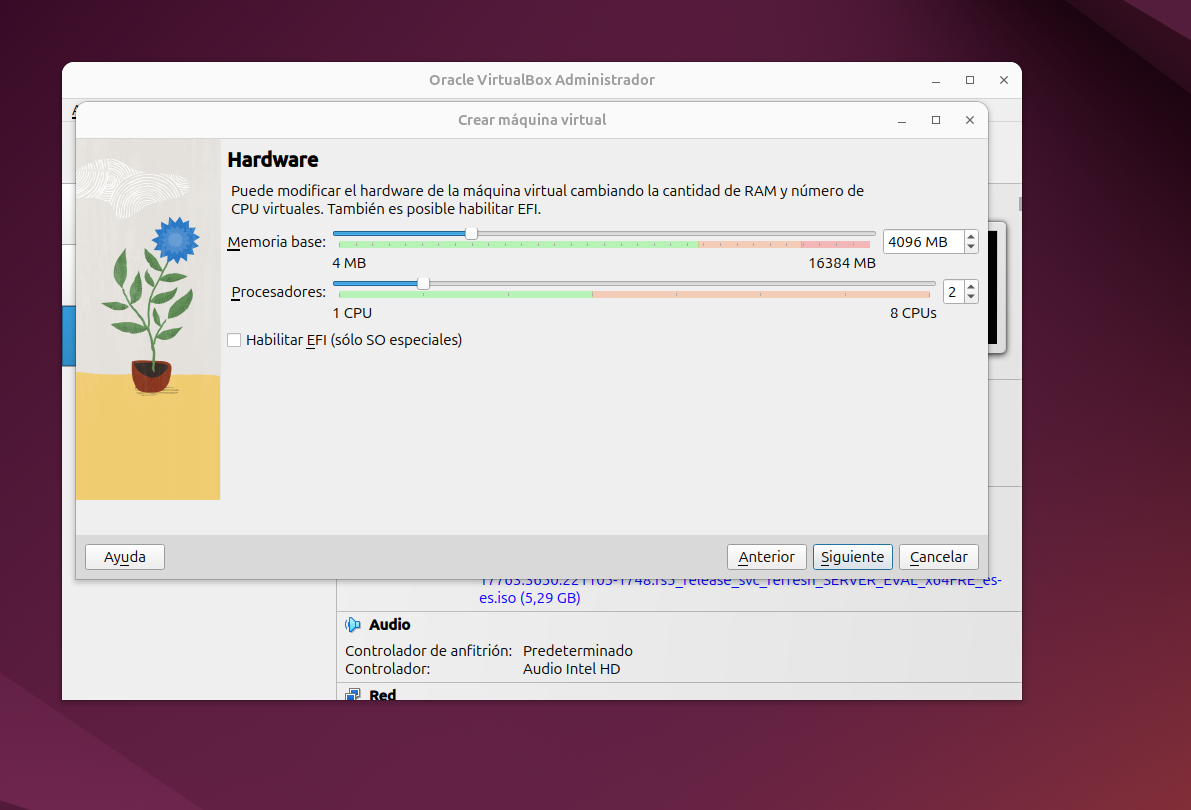 Oracle VirtualBox Administrador
Crear máquina virtual
Hardware
Puede modificar el hardware de la máquina virtual cambiando la cantidad de RAM y número de
CPU virtuales. También es posible habilitar EFI.
Memoria base:
4096 MB
4 MB
16384 MB
Procesadores:
2
1 CPU
8 CPUs
Habilitar EFI (sólo SO especiales)
Ayuda
Anterior
Siguiente
Cancelar
17763.3650.221105-1748.rs5_release_svc_refresh_SERVER_EVAL_x64FRE_es-
es.iso (5,29 GB)
Audio
Controlador de anfitrión: Predeterminado
Controlador: Audio Intel HD
Red